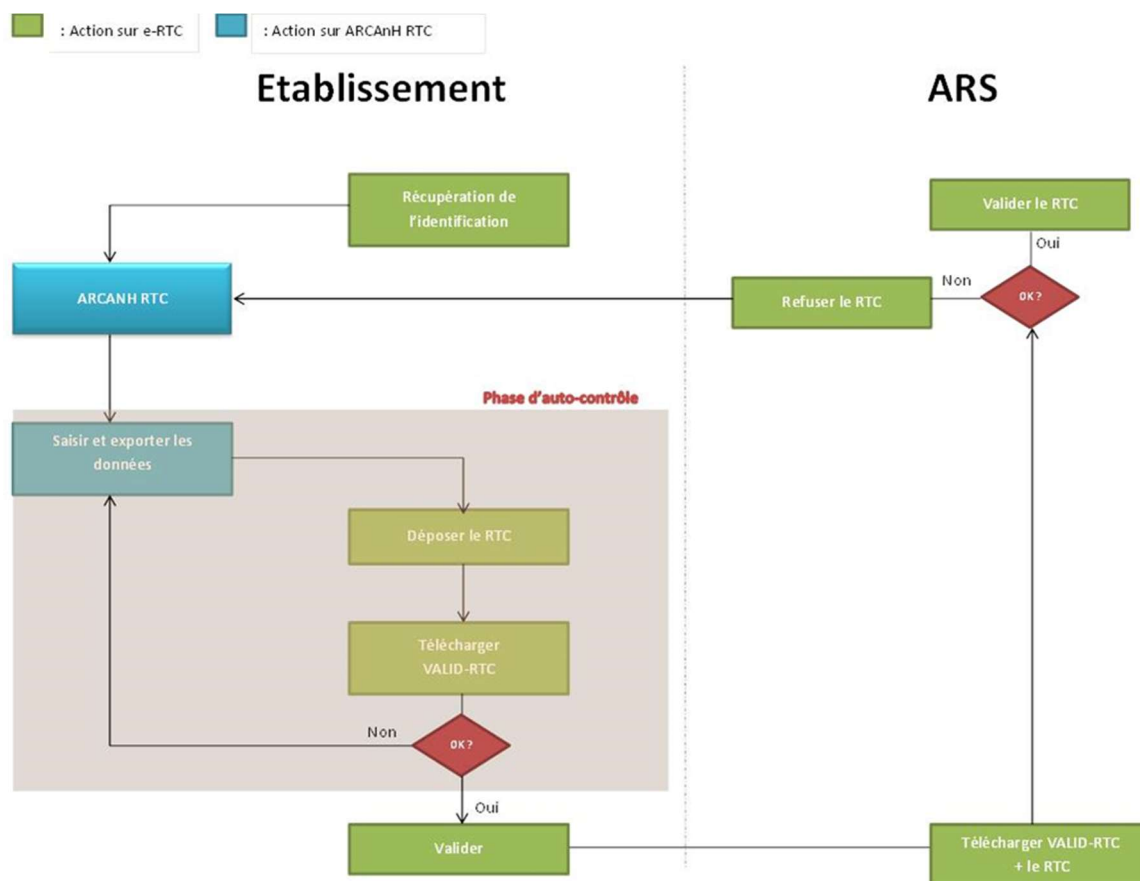 : Action sur e-RTC
: Action sur ARCAnH RTC
Etablissement
ARS
Récupération de
l'identification
Valider le RTC
Oui
ARCANH RTC
Refuser le RTC
Non
OK ?
Phase d'auto-contrôle
Saisir et exporter les
données
Déposer le RTC
Télécharger
VALID-RTC
Non
OK ?
Oui
Valider
Télécharger VALID-RTC
+ le RTC